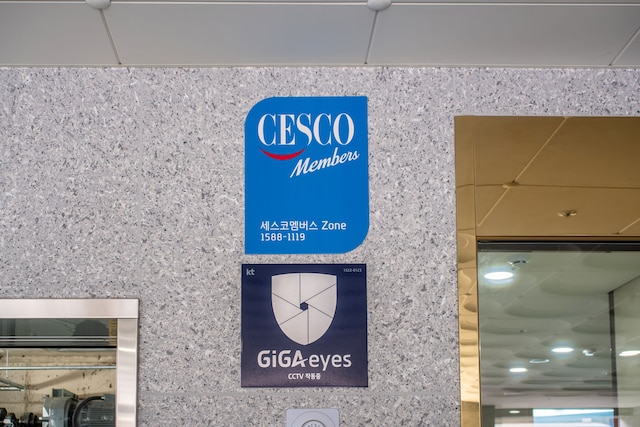 CESCO
Members
세스코멤버스 Zone
1588-1119
kt
GiGAeyes
CCTV 작동중